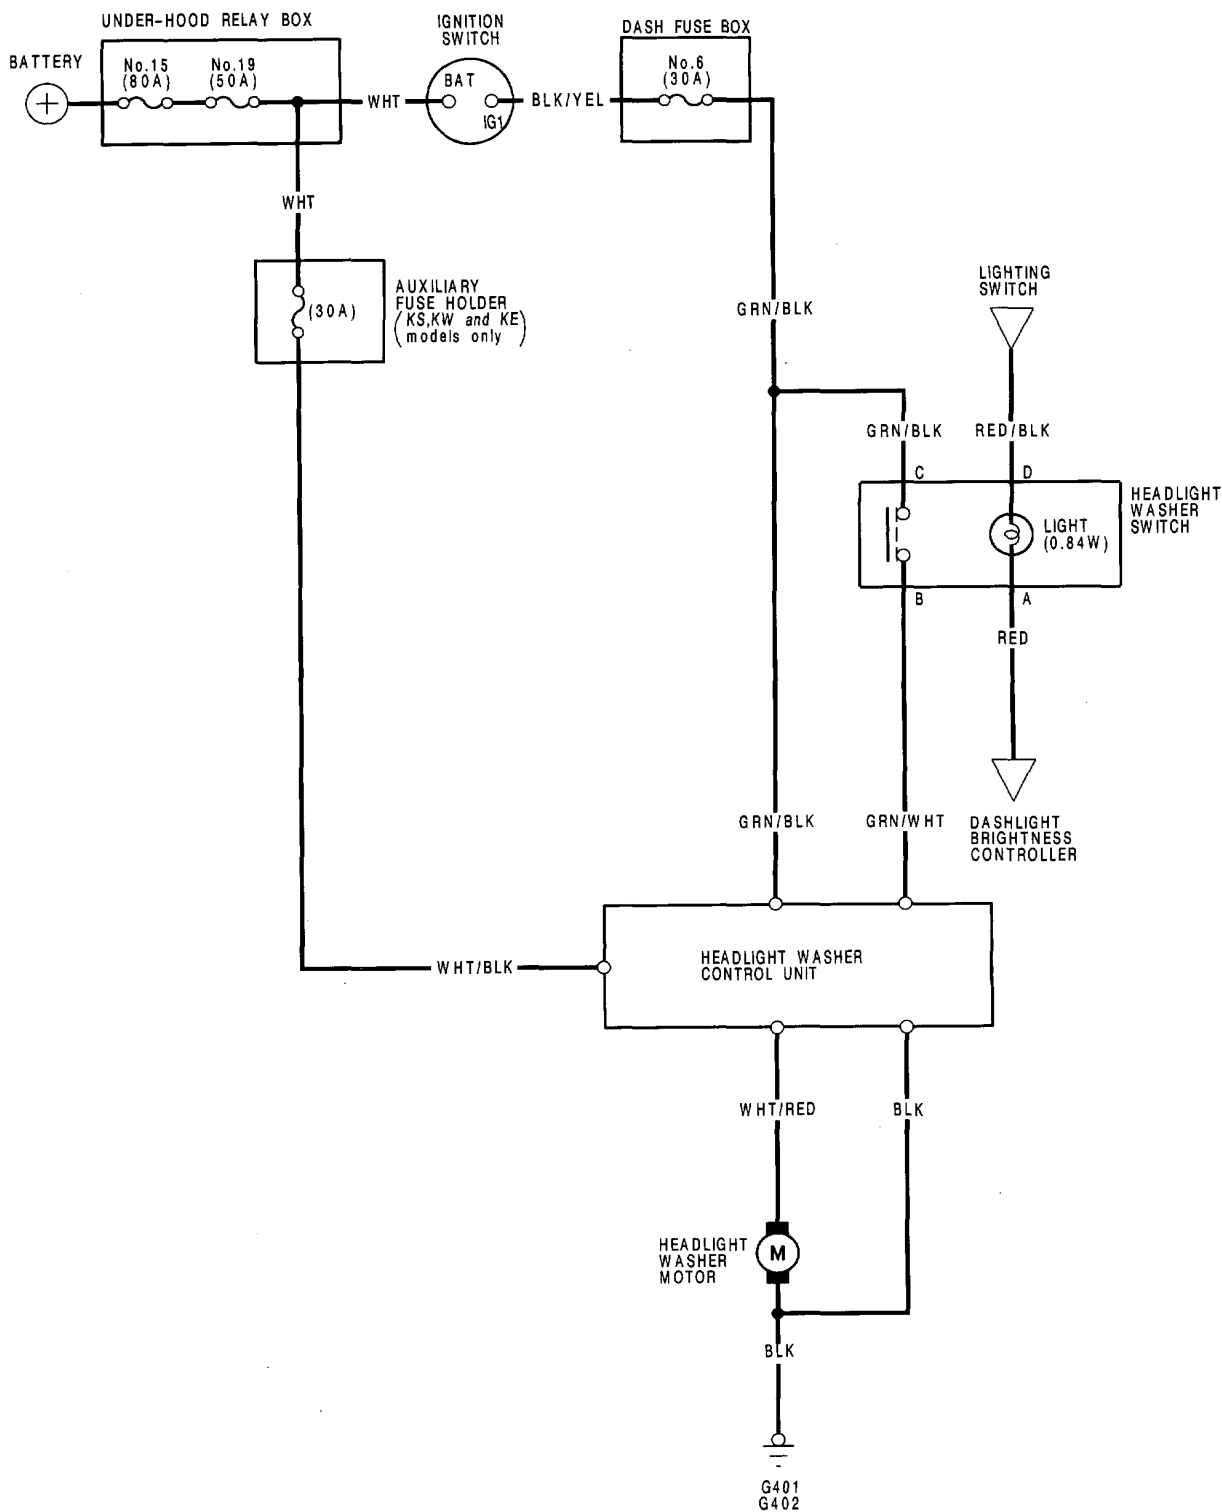 UNDER-HOOD RELAY BOX
IGNITION
SWITCH
DASH FUSE BOX
BATTERY
No.15
(80A)
No.19
(50A)
WHT
BAT
IG1
BLK/YEL
No.6
(30A)
WHT
(30A)
AUXILIARY
FUSE HOLDER
(KS,KW and KE
models only)
GRN/BLK
LIGHTING
SWITCH
GRN/BLK
RED/BLK
C
D
HEADLIGHT
WASHER
SWITCH
LIGHT
(0.84W)
B
A
RED
GRN/BLK
GRN/WHT
DASHLIGHT
BRIGHTNESS
CONTROLLER
WHT/BLK
HEADLIGHT WASHER
CONTROL UNIT
WHT/RED
BLK
HEADLIGHT
WASHER
MOTOR
M
BLK
G401
G402